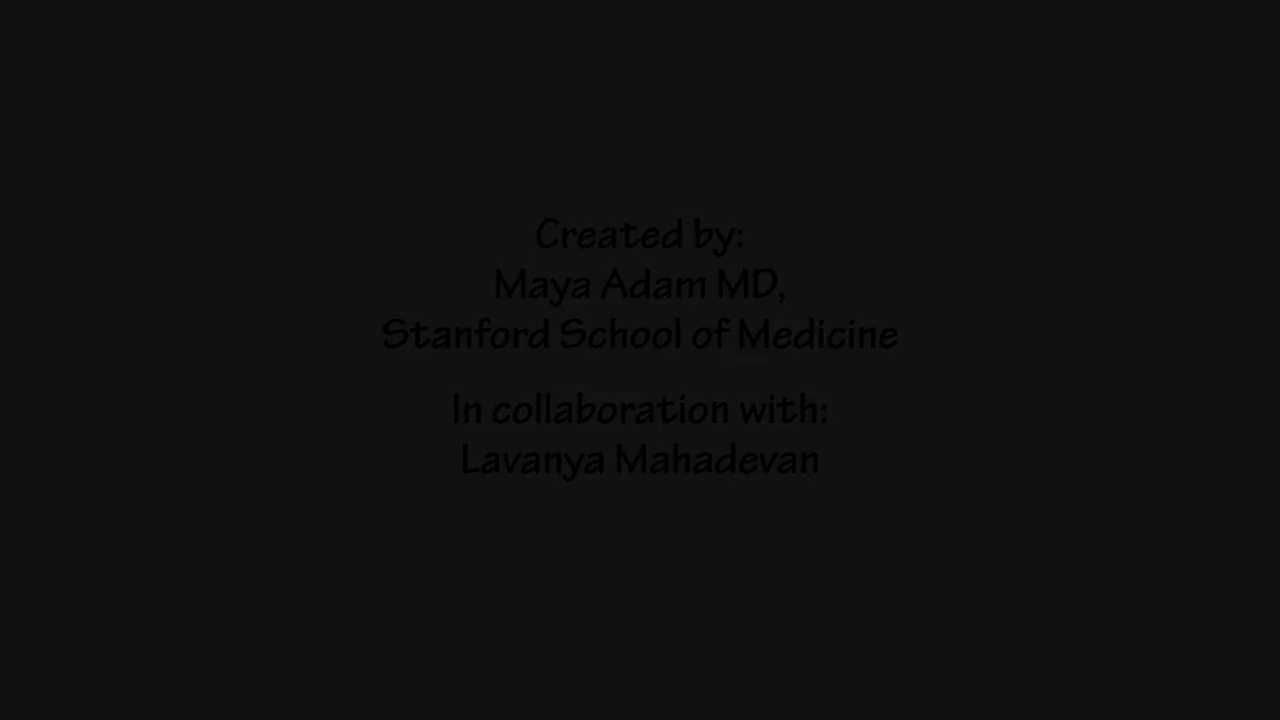 Created by:
Maya Adam MD,
Stanford School of Medicine
In collaboration with:
Lavanya Mahadevan